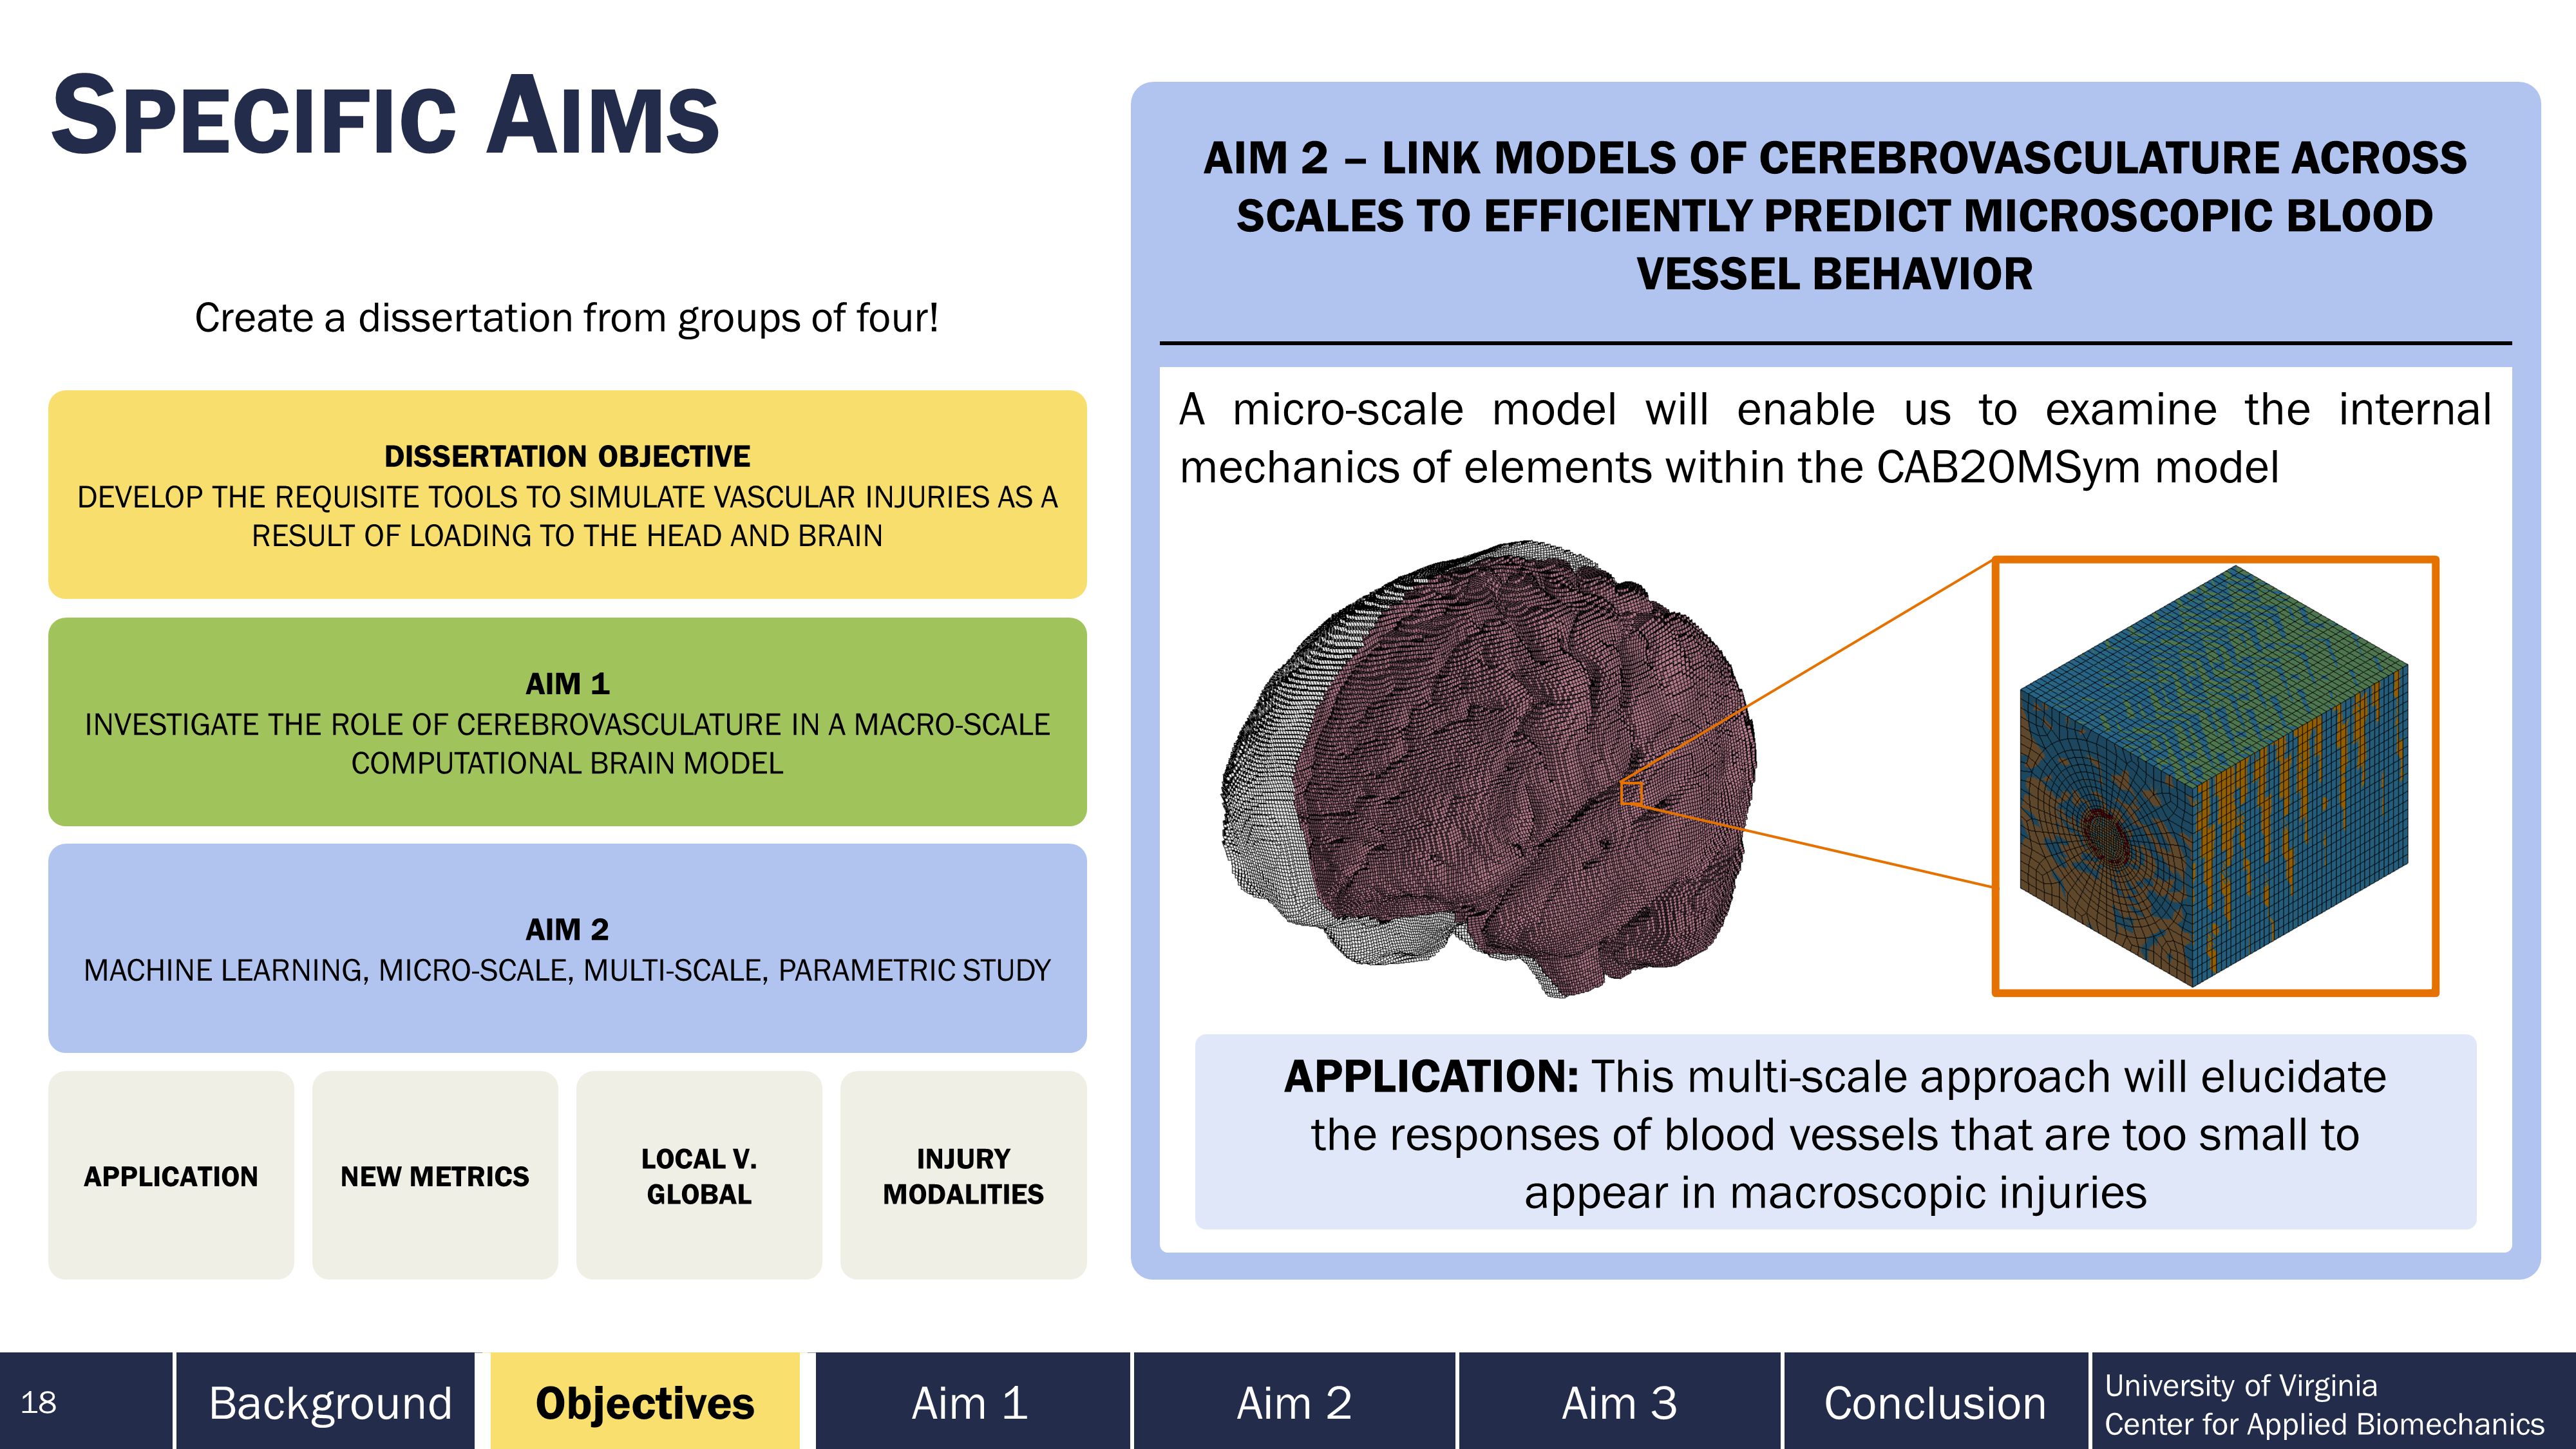 SPECIFIC AIMS
Create a dissertation from groups of four!
DISSERTATION OBJECTIVE
DEVELOP THE REQUISITE TOOLS TO SIMULATE VASCULAR INJURIES AS A
RESULT OF LOADING TO THE HEAD AND BRAIN
AIM 1
INVESTIGATE THE ROLE OF CEREBROVASCULATURE IN A MACRO-SCALE
COMPUTATIONAL BRAIN MODEL
AIM 2
MACHINE LEARNING, MICRO-SCALE, MULTI-SCALE, PARAMETRIC STUDY
APPLICATION
NEW METRICS
LOCAL V.
GLOBAL
INJURY
MODALITIES
AIM 2 – LINK MODELS OF CEREBROVASCULATURE ACROSS
SCALES TO EFFICIENTLY PREDICT MICROSCOPIC BLOOD
VESSEL BEHAVIOR
A micro-scale model will enable us to examine the internal
mechanics of elements within the CAB20MSym model
APPLICATION: This multi-scale approach will elucidate
the responses of blood vessels that are too small to
appear in macroscopic injuries
18
Background
Objectives
Aim 1
Aim 2
Aim 3
Conclusion
University of Virginia
Center for Applied Biomechanics